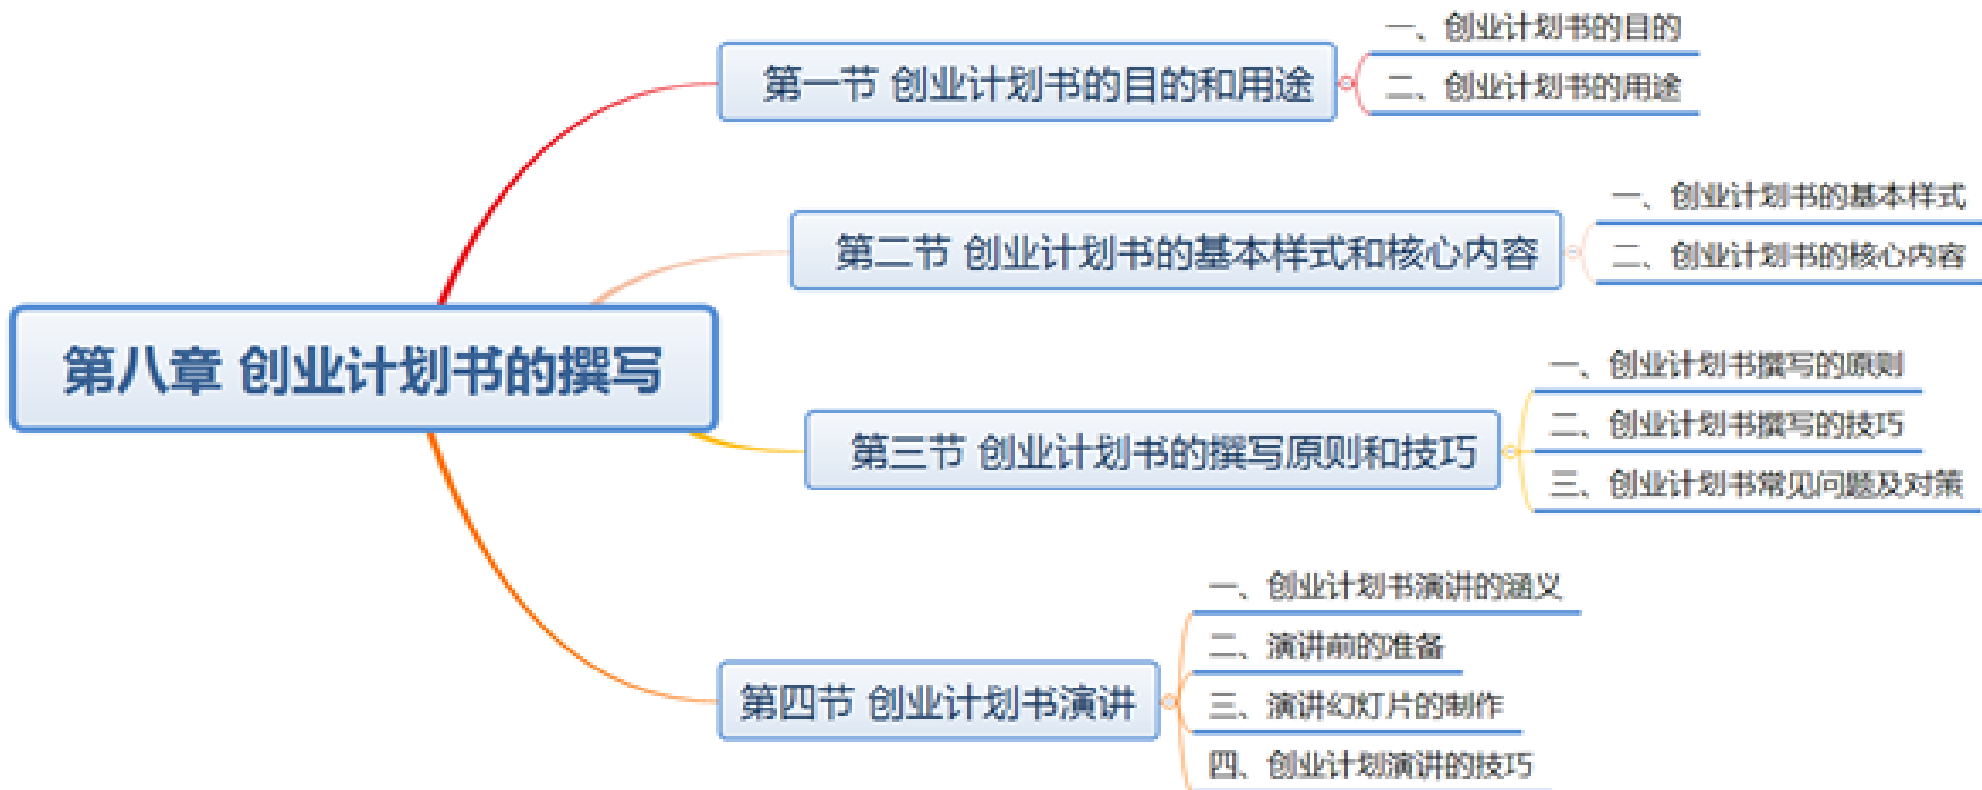 第八章 创业计划书的撰写
第一节 创业计划书的目的和用途
一、创业计划书的目的
二、创业计划书的用途
第二节 创业计划书的基本样式和核心内容
一、创业计划书的基本样式
二、创业计划书的核心内容
第三节 创业计划书的撰写原则和技巧
一、创业计划书撰写的原则
二、创业计划书撰写的技巧
三、创业计划书常见问题及对策
第四节 创业计划书演讲
一、创业计划书演讲的涵义
二、演讲前的准备
三、演讲幻灯片的制作
四、创业计划演讲的技巧